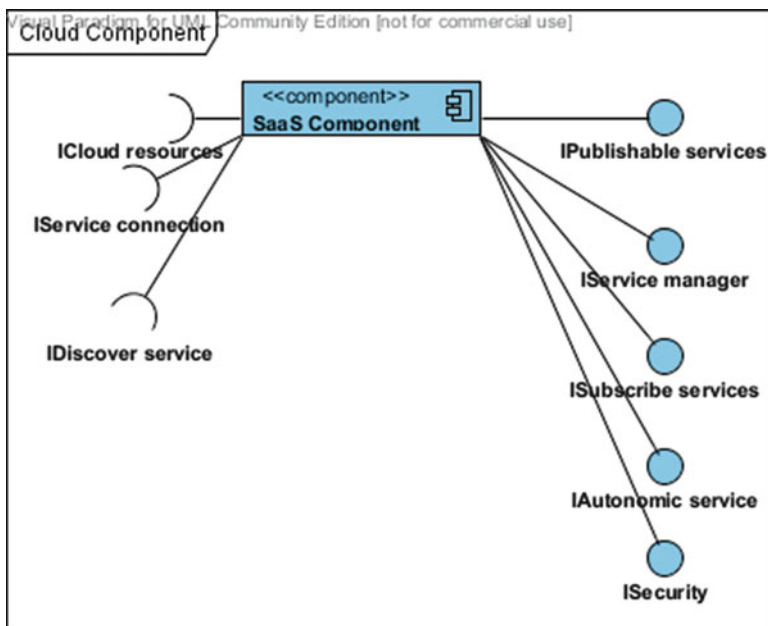 Visual Paradigm for UML Community Edition [not for commercial use]
Cloud Component
<<component>>
SaaS Component
ICloud resources
IPublishable services
IService connection
IService manager
IDiscover service
ISubscribe services
IAutonomic service
ISecurity